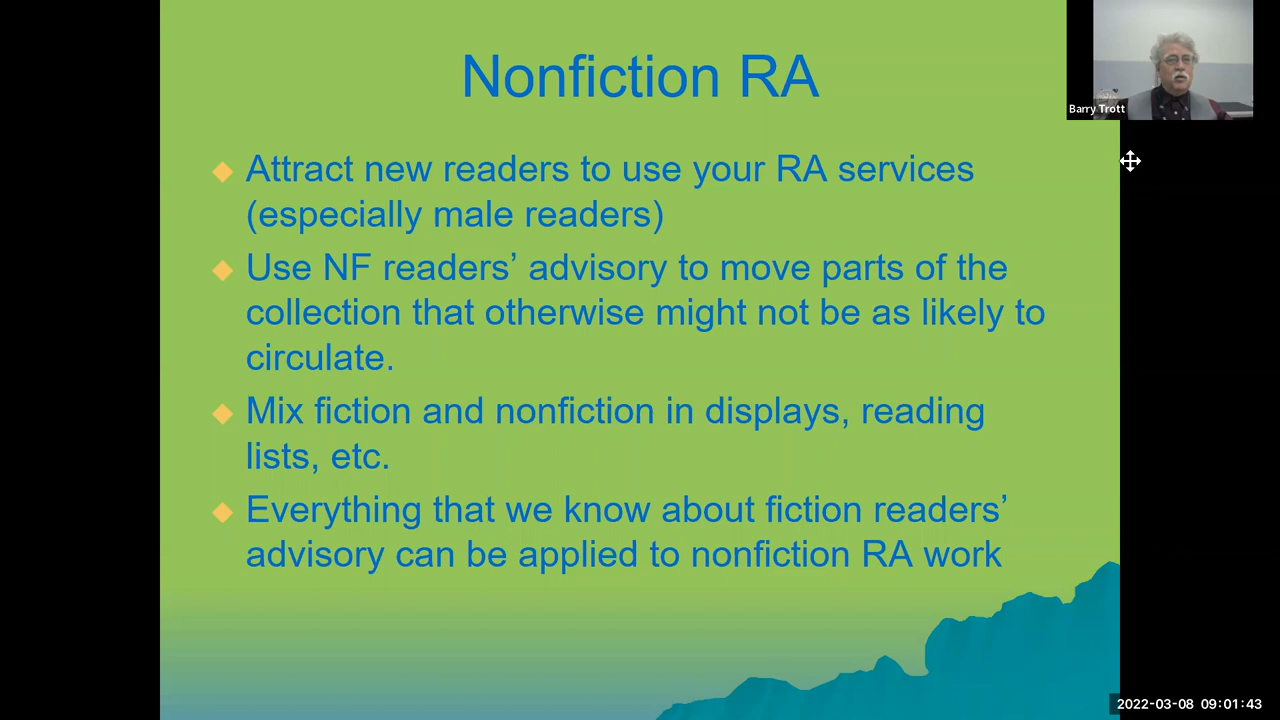 Nonfiction RA
Barry Trott
Attract new readers to use your RA services
(especially male readers)
Use NF readers’ advisory to move parts of the
collection that otherwise might not be as likely to
circulate.
Mix fiction and nonfiction in displays, reading
lists, etc.
Everything that we know about fiction readers’
advisory can be applied to nonfiction RA work
2022-03-08 09:01:43